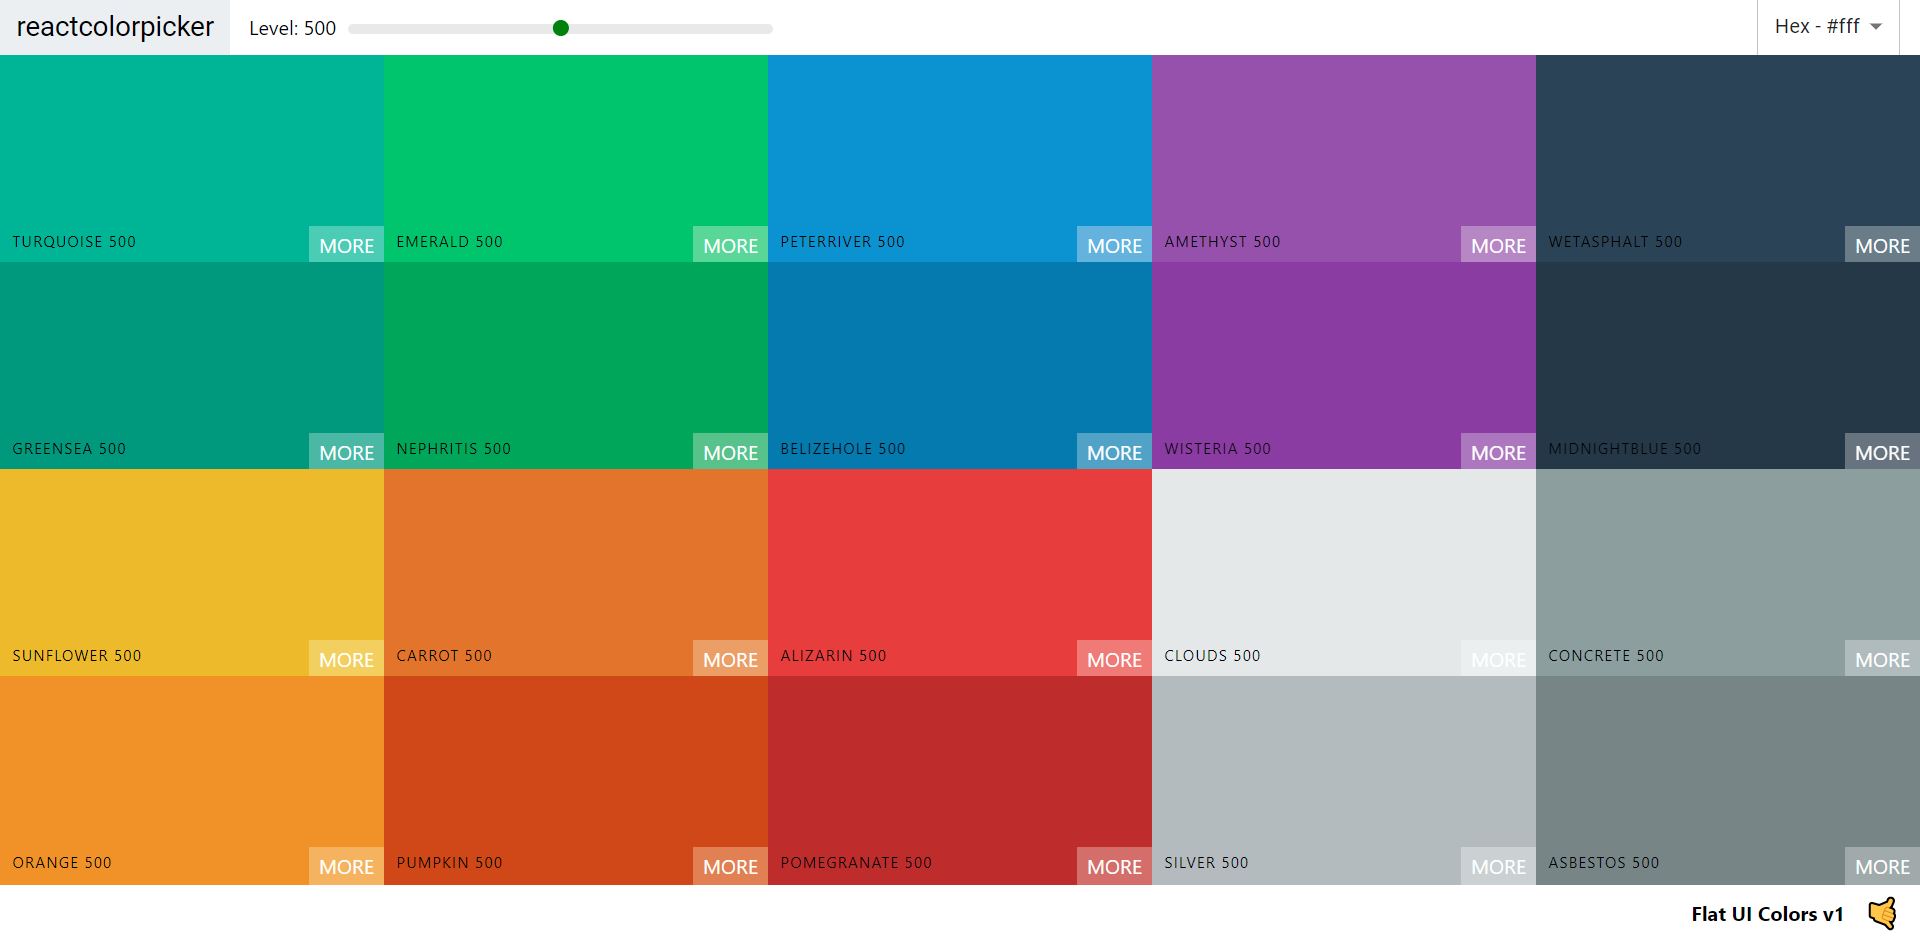 reactcolorpicker
Level: 500
Hex - #fff
TURQUOISE 500
MORE
EMERALD 500
MORE
PETERRIVER 500
MORE
AMETHYST 500
MORE
WETASPHALT 500
MORE
GREENSEA 500
MORE
NEPHRITIS 500
MORE
BELIZEHOLE 500
MORE
WISTERIA 500
MORE
MIDNIGHTBLUE 500
MORE
SUNFLOWER 500
MORE
CARROT 500
MORE
ALIZARIN 500
MORE
CLOUDS 500
MORE
CONCRETE 500
MORE
ORANGE 500
MORE
PUMPKIN 500
MORE
POMEGRANATE 500
MORE
SILVER 500
MORE
ASBESTOS 500
MORE
Flat UI Colors v1